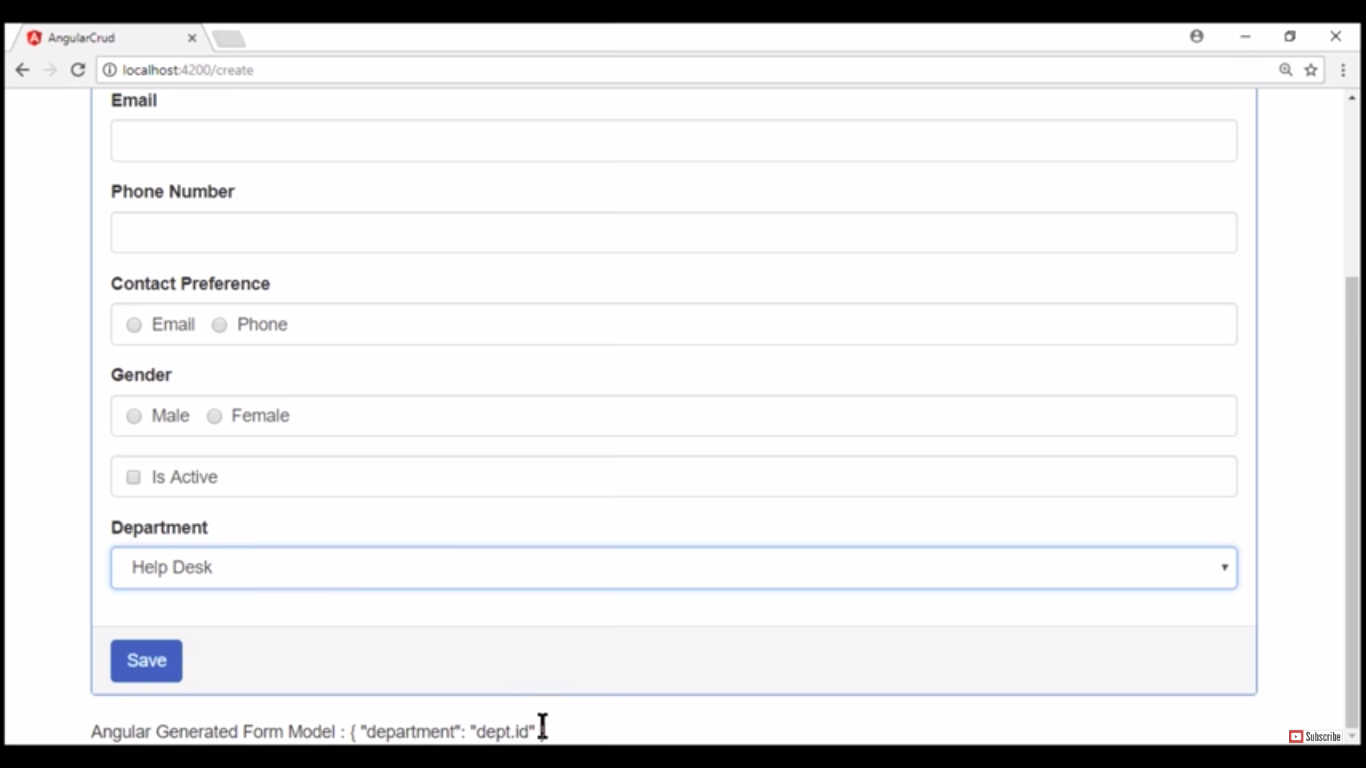 AngularCrud
localhost:4200/create
Email
Phone Number
Contact Preference
Email Phone
Gender
Male Female
Is Active
Department
Help Desk
Save
Angular Generated Form Model : { "department": "dept.id"
Subscribe